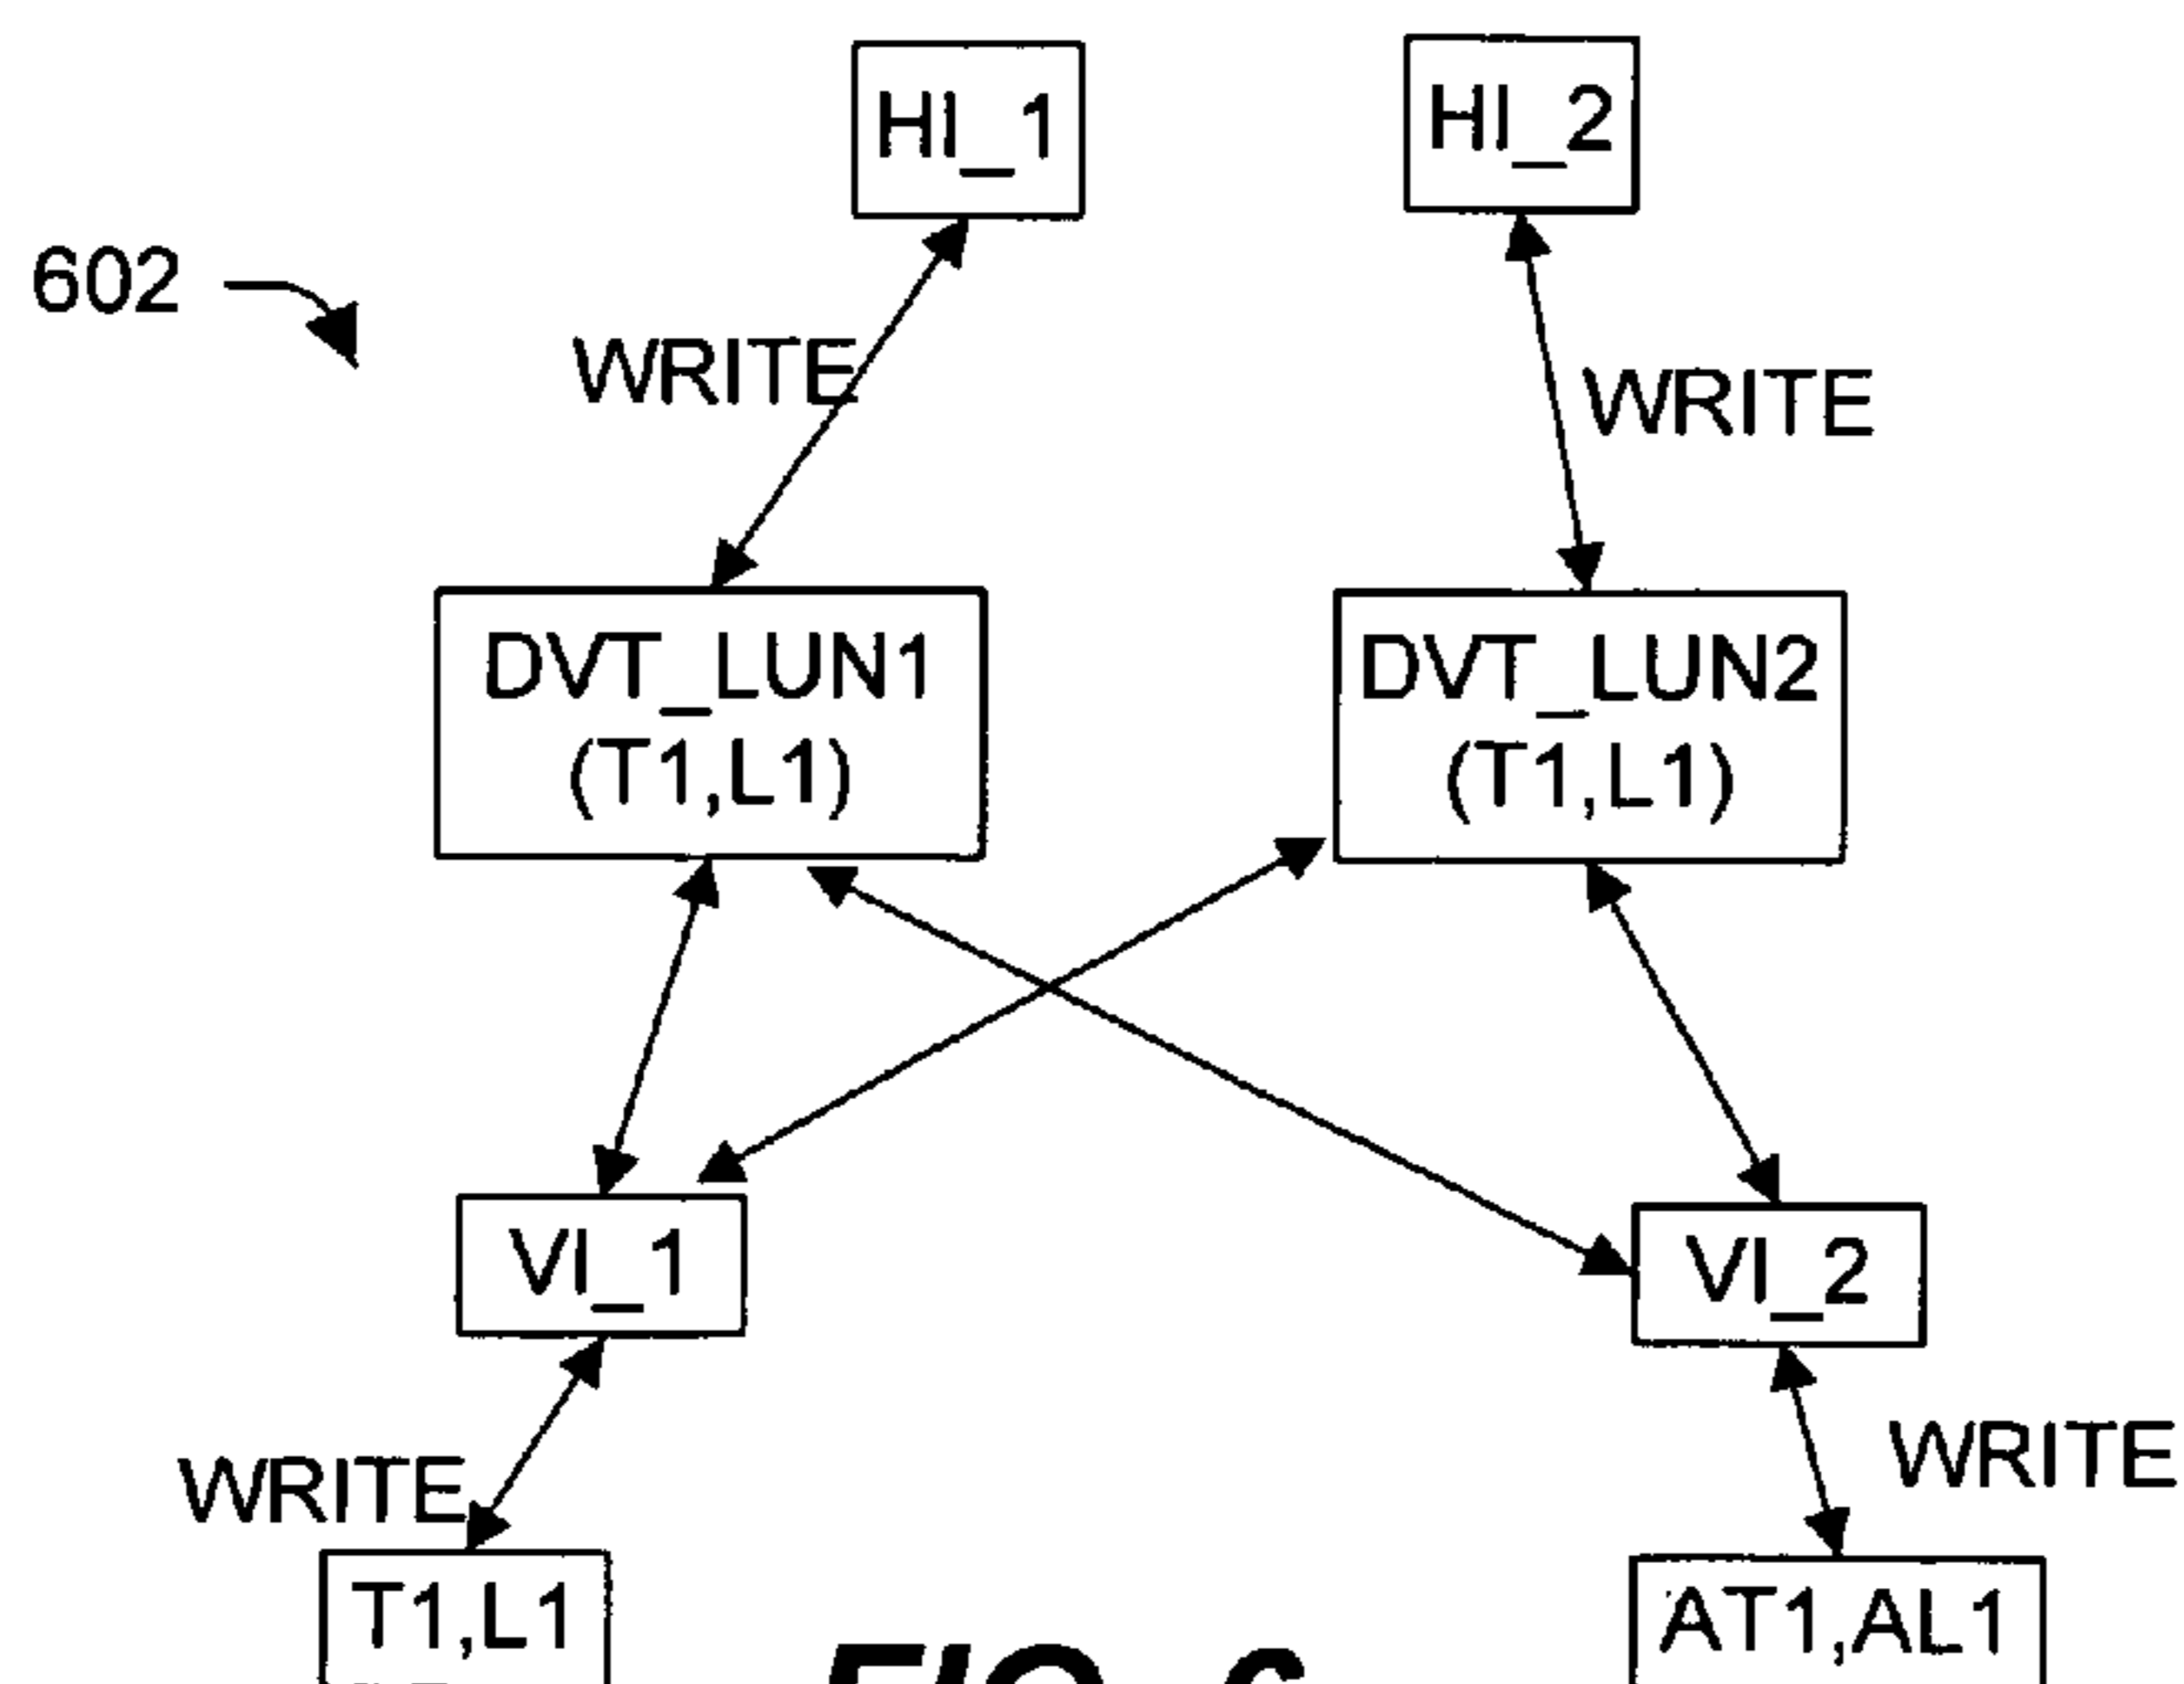 HI_1
HI_2
602
WRITE
WRITE
DVT_LUN1
(T1,L1)
DVT_LUN2
(T1,L1)
VI_1
VI_2
WRITE
WRITE
T1,L1
AT1,AL1